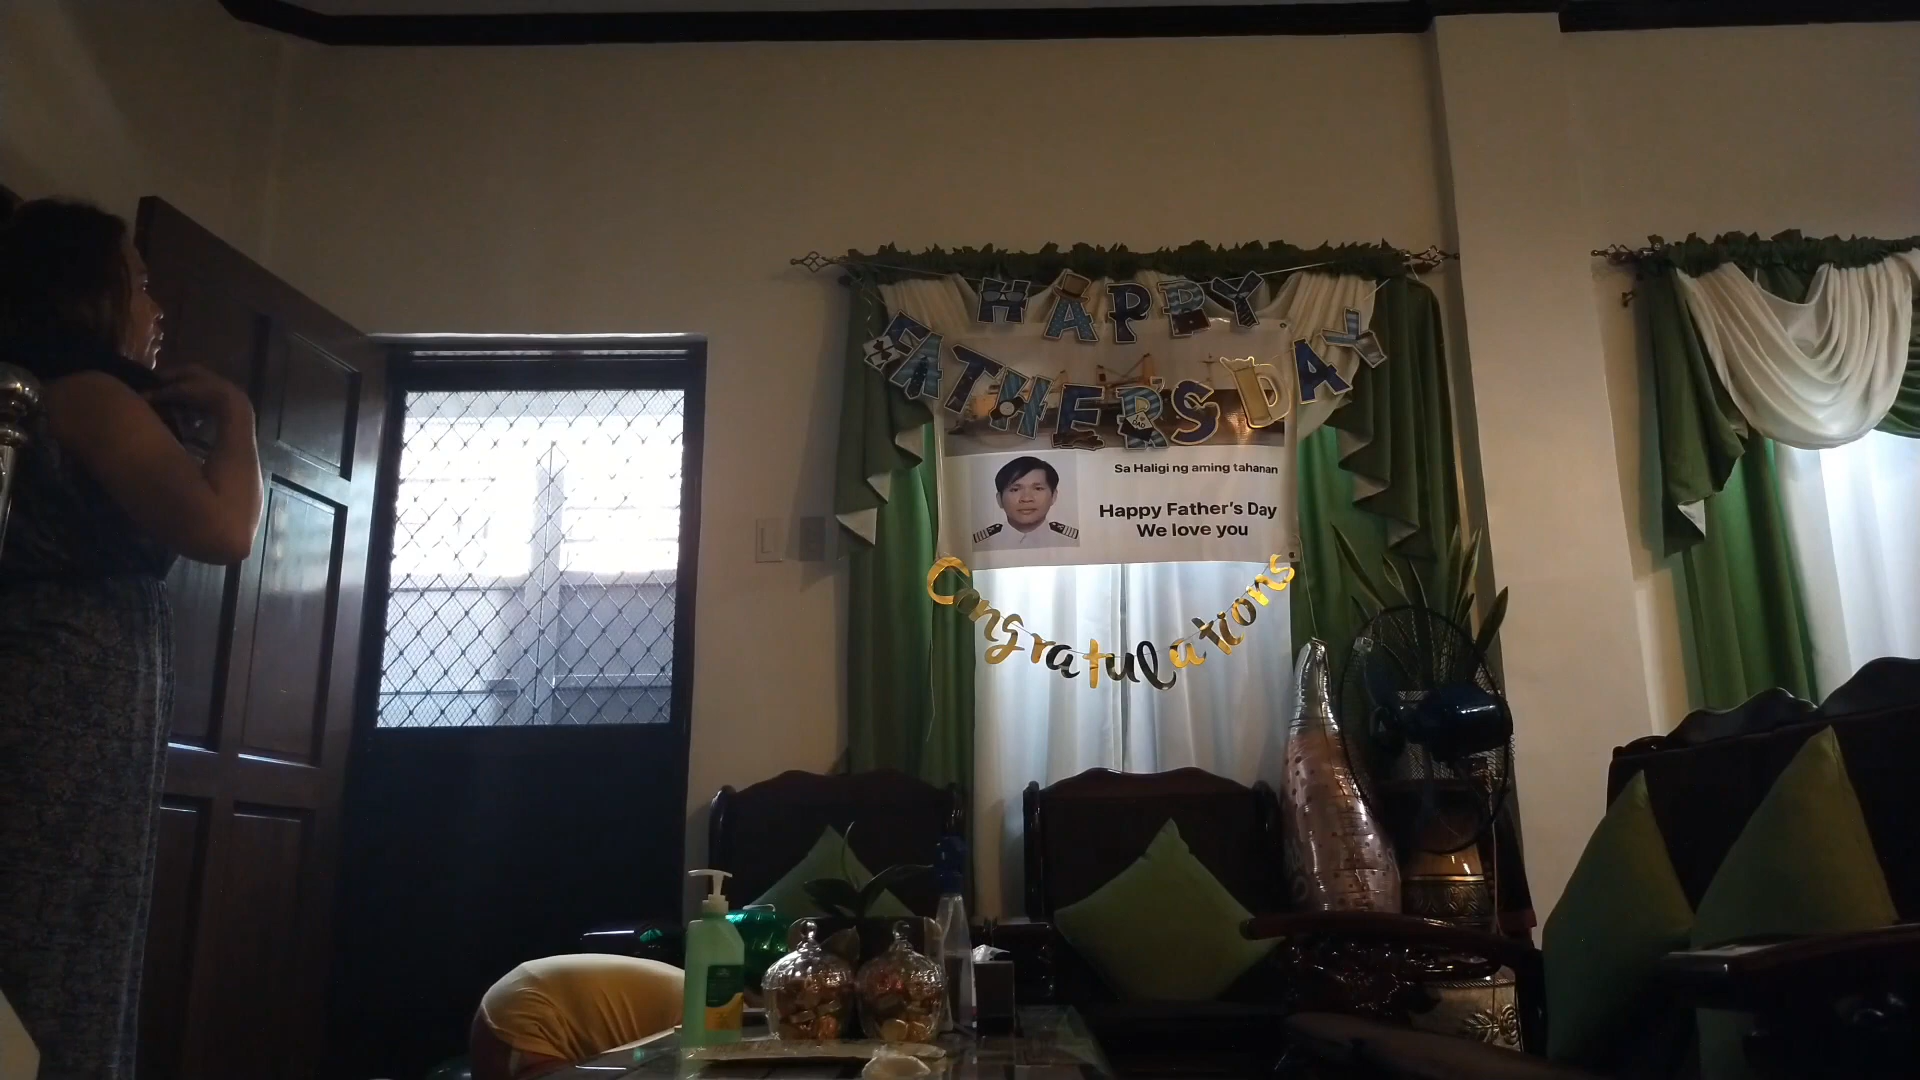 HAPPY
FATHER'S DAY
Sa Haligi ng aming tahanan
Happy Father's Day
We love you
Congratulations